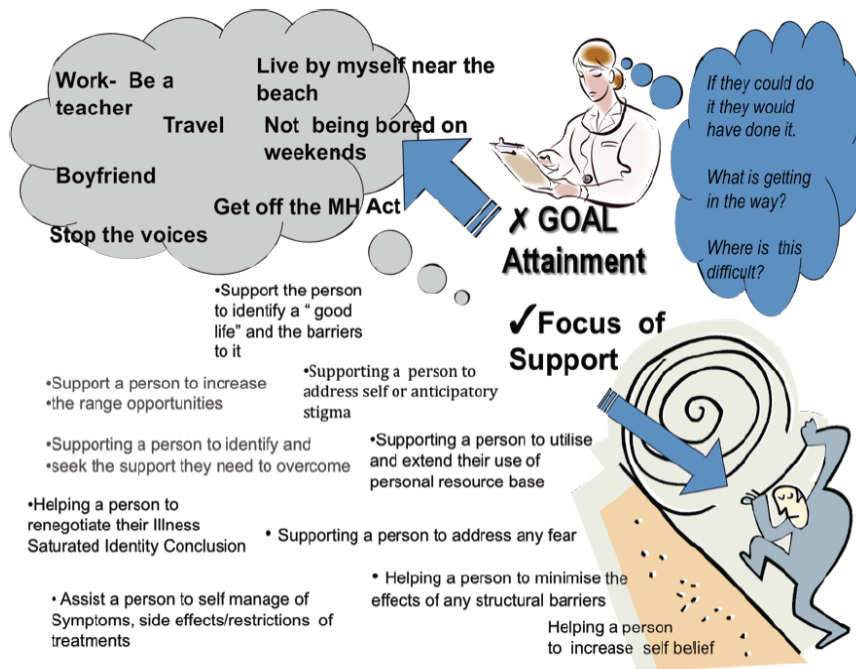 Work- Be a
teacher
Live by myself near the
beach
Travel
Not being bored on
weekends
Boyfriend
Get off the MH Act
Stop the voices
If they could do
it they would
have done it.
What is getting
in the way?
Where is this
difficult?
✗ GOAL
Attainment
✓Focus of
Support
•Support the person
to identify a “ good
life” and the barriers
to it
•Support a person to increase
•the range opportunities
•Supporting a person to
address self or anticipatory
stigma
•Supporting a person to identify and
•seek the support they need to overcome
•Supporting a person to utilise
and extend their use of
personal resource base
•Helping a person to
renegotiate their Illness
Saturated Identity Conclusion
• Supporting a person to address any fear
• Helping a person to minimise the
effects of any structural barriers
• Assist a person to self manage of
Symptoms, side effects/restrictions of
treatments
Helping a person
to increase self belief